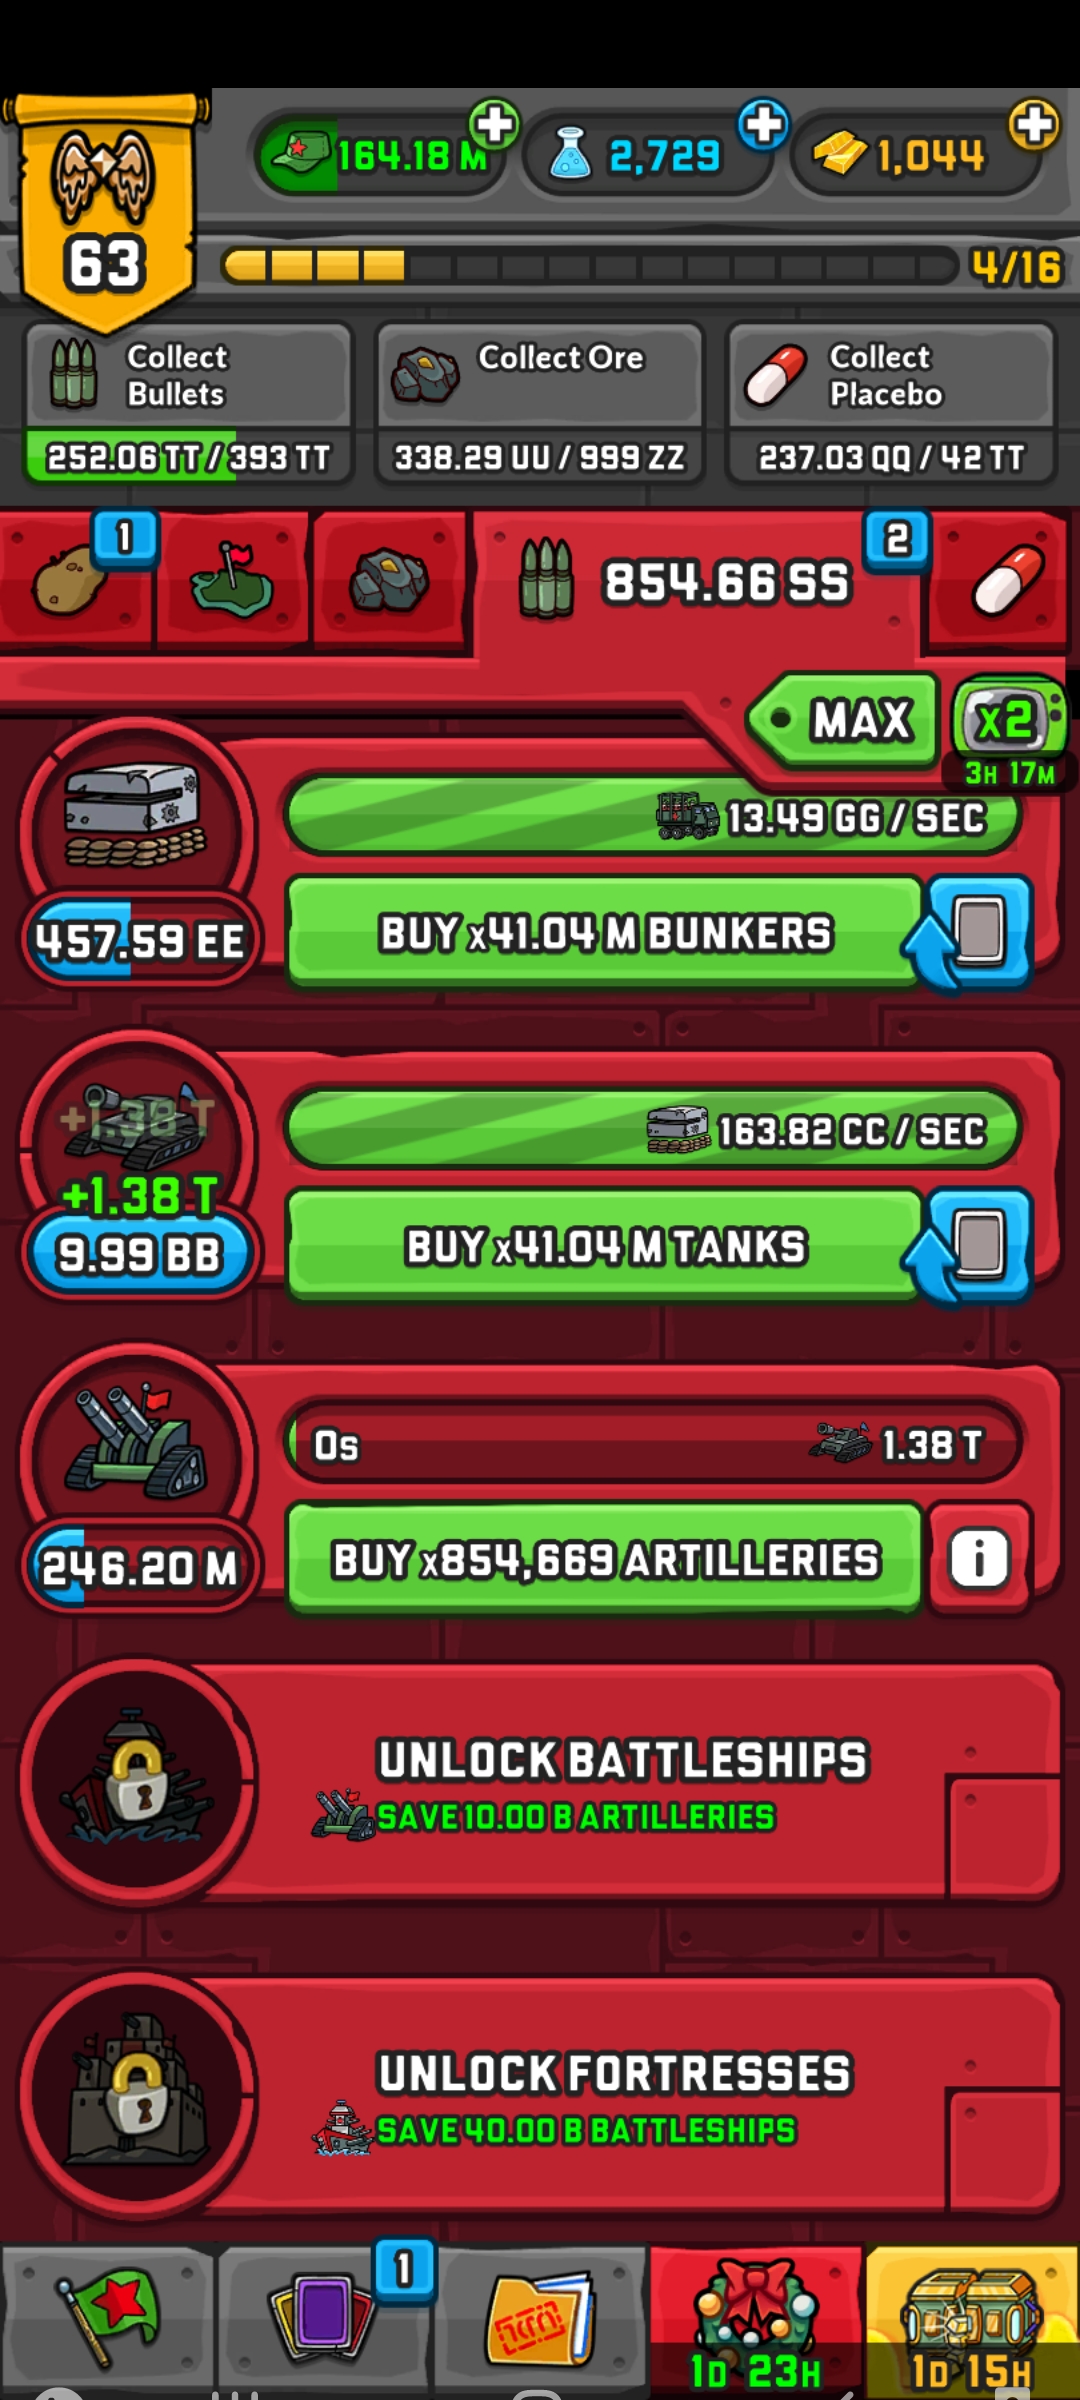 164.18 M
2,729
1,044
63
4/16
Collect
Bullets
252.06 TT / 393 TT
Collect Ore
338.29 UU / 999 ZZ
Collect
Placebo
237.03 QQ / 42 TT
1
854.66 SS
2
MAX
x2
3H 17M
13.49 GG / SEC
457.59 EE
BUY x41.04 M BUNKERS
+1.38 T
163.82 CC / SEC
+1.38 T
9.99 BB
BUY x41.04 M TANKS
0s
1.38 T
246.20 M
BUY x854,669 ARTILLERIES
i
UNLOCK BATTLESHIPS
SAVE 10.00 B ARTILLERIES
UNLOCK FORTRESSES
SAVE 40.00 B BATTLESHIPS
1
1D 23H
1D 15H